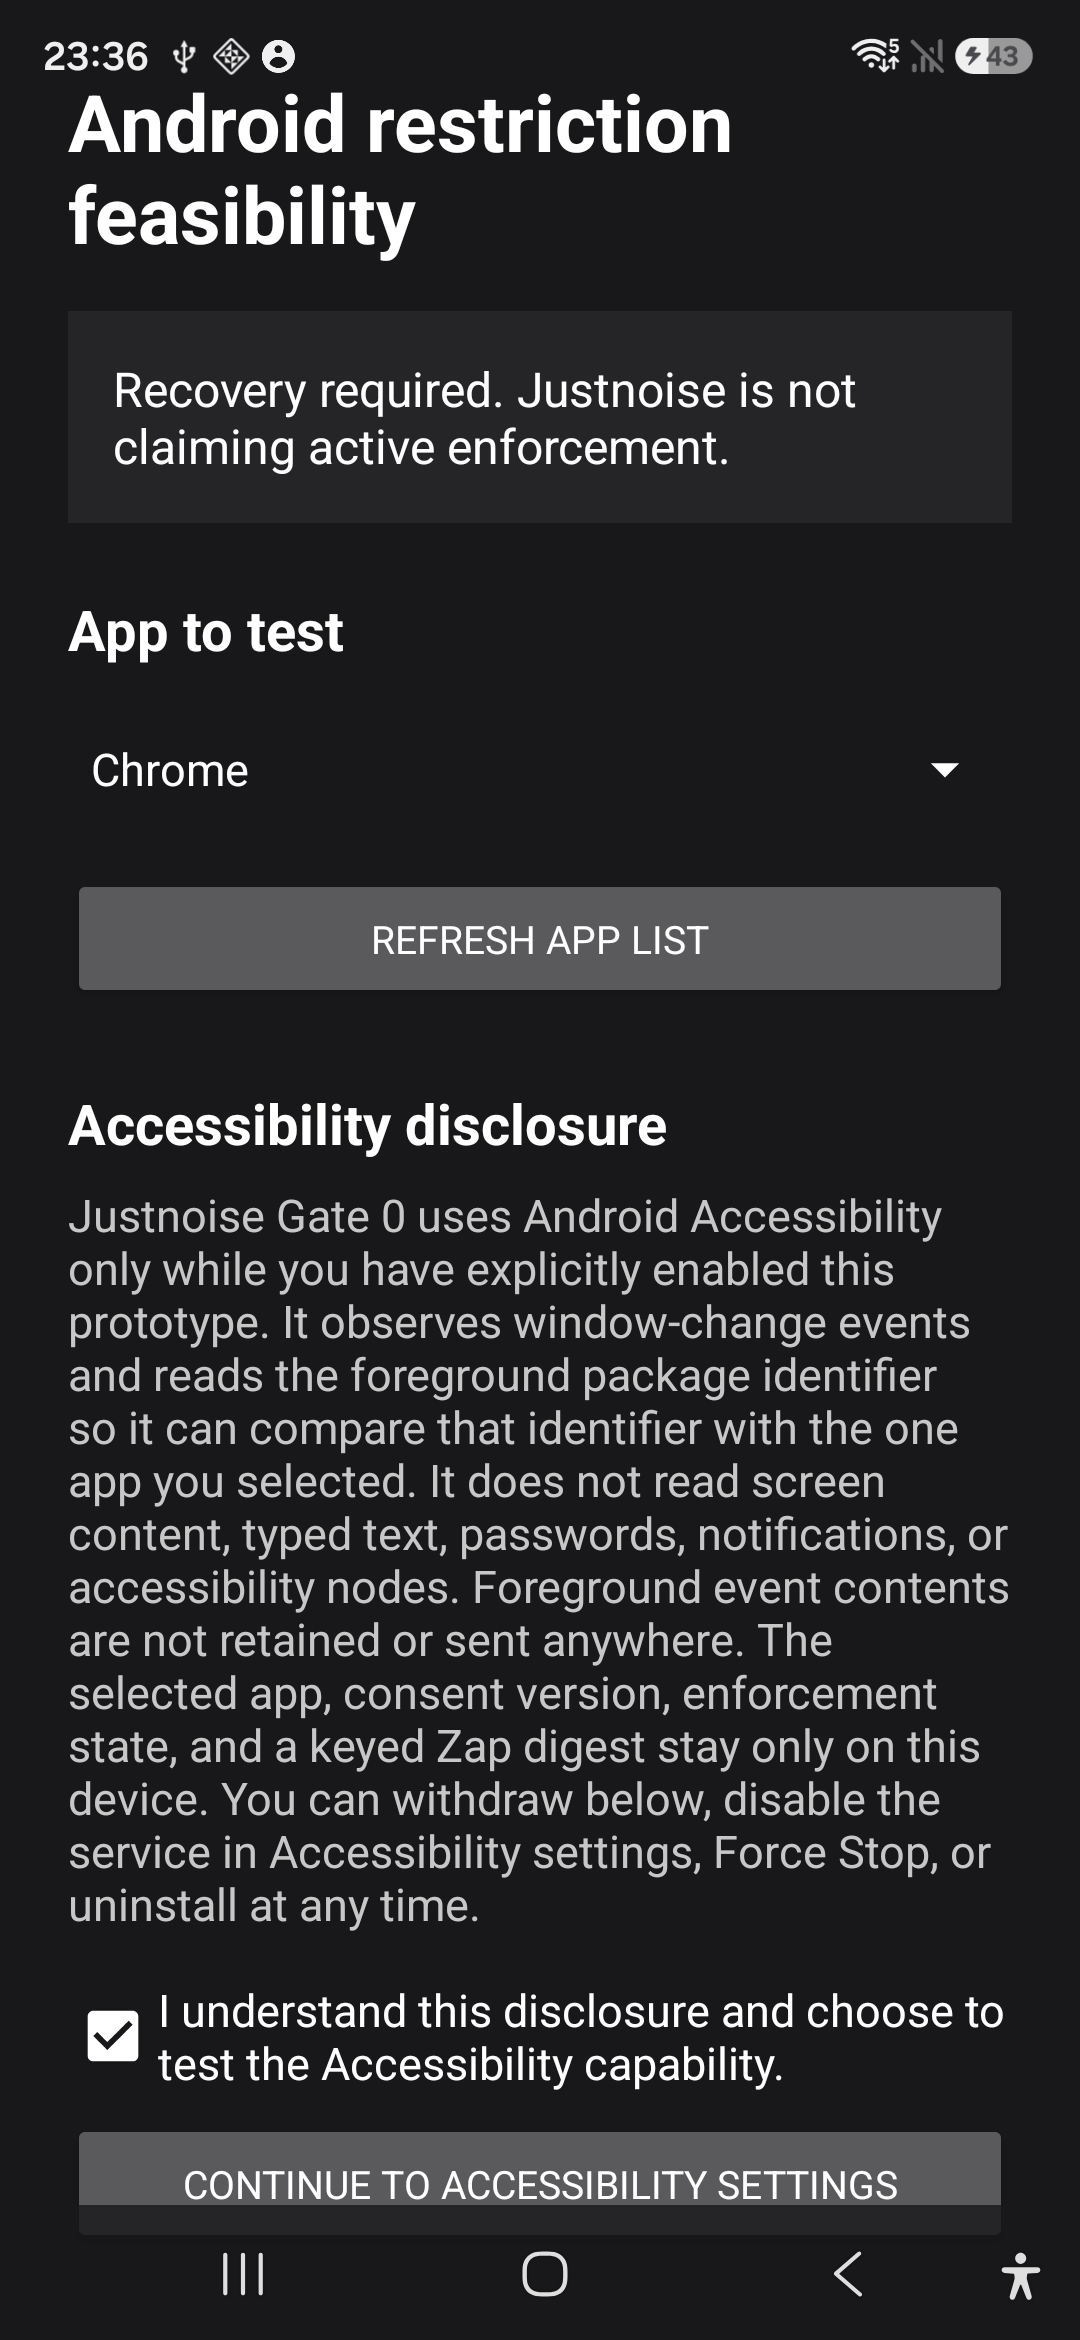 23:36
5
43
Android restriction
feasibility
Recovery required. Justnoise is not
claiming active enforcement.
App to test
Chrome
REFRESH APP LIST
Accessibility disclosure
Justnoise Gate 0 uses Android Accessibility
only while you have explicitly enabled this
prototype. It observes window-change events
and reads the foreground package identifier
so it can compare that identifier with the one
app you selected. It does not read screen
content, typed text, passwords, notifications, or
accessibility nodes. Foreground event contents
are not retained or sent anywhere. The
selected app, consent version, enforcement
state, and a keyed Zap digest stay only on this
device. You can withdraw below, disable the
service in Accessibility settings, Force Stop, or
uninstall at any time.
I understand this disclosure and choose to
test the Accessibility capability.
CONTINUE TO ACCESSIBILITY SETTINGS